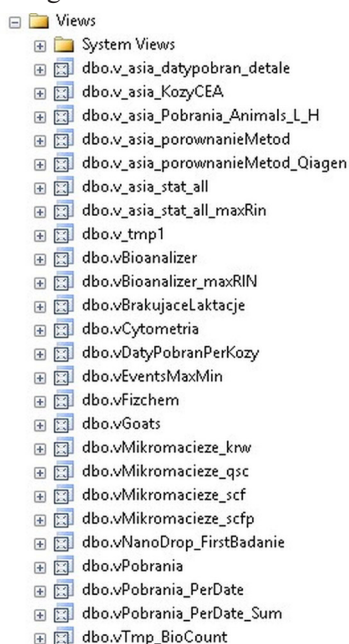 Views
System Views
dbo.v_asia_datypobran_detale
dbo.v_asia_KozyCEA
dbo.v_asia_Pobrania_Animals_L_H
dbo.v_asia_porownanieMetod
dbo.v_asia_porownanieMetod_Qiagen
dbo.v_asia_stat_all
dbo.v_asia_stat_all_maxRin
dbo.v_tmp1
dbo.vBioanalizer
dbo.vBioanalizer_maxRIN
dbo.vBrakujaceLaktacje
dbo.vCytometria
dbo.vDatyPobranPerKozy
dbo.vEventsMaxMin
dbo.vFizchem
dbo.vGoats
dbo.vMikromacieze_krw
dbo.vMikromacieze_qsc
dbo.vMikromacieze_scf
dbo.vMikromacieze_scfp
dbo.vNanoDrop_FirstBadanie
dbo.vPobrania
dbo.vPobrania_PerDate
dbo.vPobrania_PerDate_Sum
dbo.vTmp_BioCount